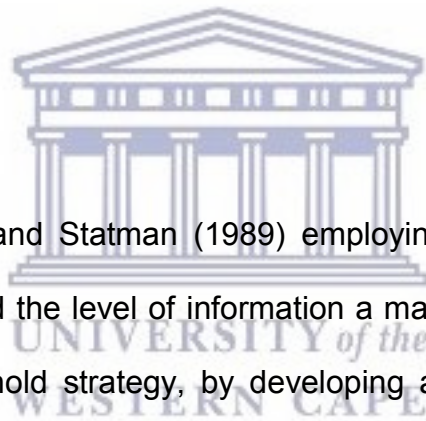 and Statman (1989) employin
d the level of information a ma
UNIVERSITY of the
hold strategy, by developing a
WESTERN CAPE